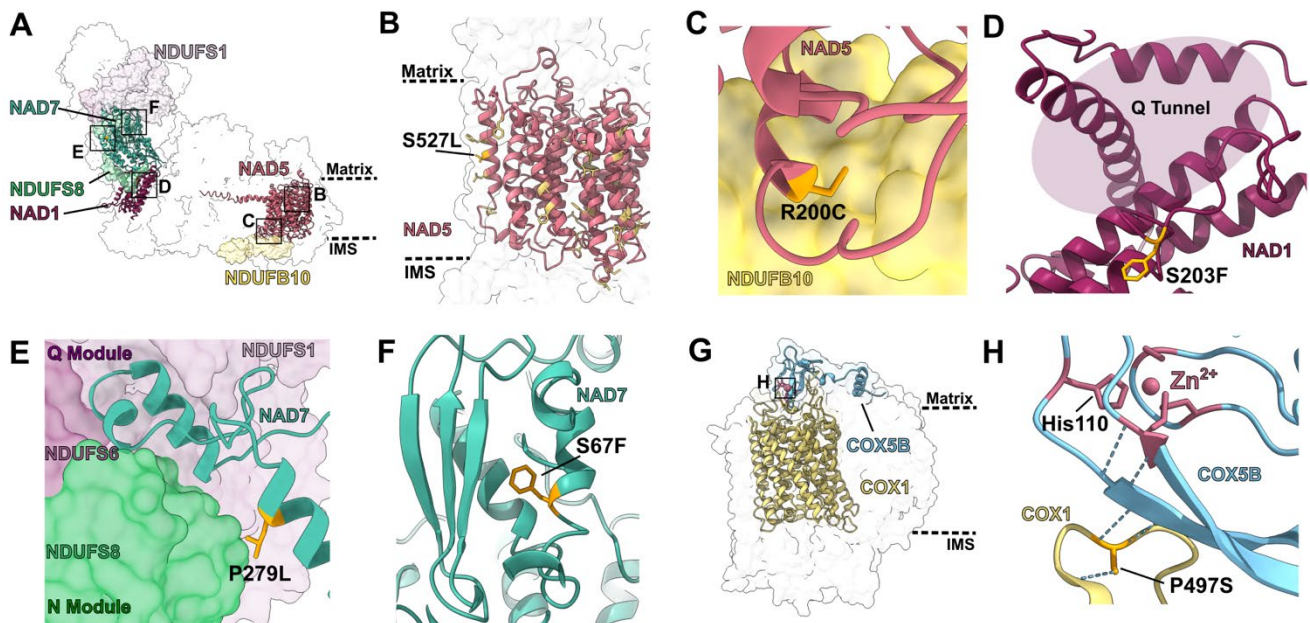 A
NDUFS1
NAD7
F
E
NAD5
Matrix
B
NDUFS8
D
NAD1
C
IMS
NDUFB10
B
Matrix
S527L
NAD5
IMS
C
NAD5
R200C
NDUFB10
D
Q Tunnel
NAD1
S203F
E
Q Module
NDUFS1
NAD7
NDUFS6
NDUFS8
P279L
N Module
F
NAD7
S67F
G
H
Matrix
COX5B
COX1
IMS
H
Zn²⁺
His110
COX5B
COX1
P497S